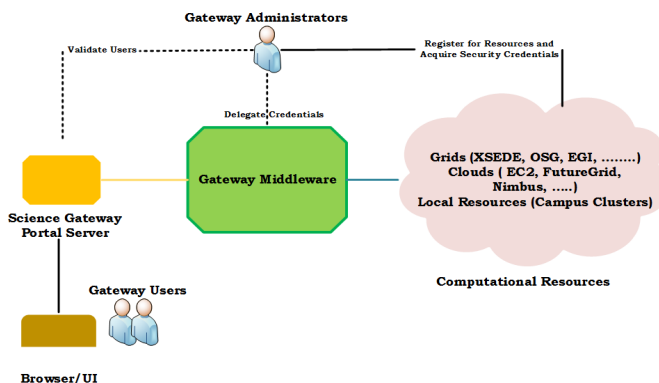 Gateway Administrators
Validate Users
Register for Resources and
Acquire Security Credentials
Delegate Credentials
Gateway Middleware
Grids (XSEDE, OSG, EGI, ........)
Clouds ( EC2, FutureGrid,
Nimbus, .....)
Local Resources (Campus Clusters)
Science Gateway
Portal Server
Computational Resources
Gateway Users
Browser/UI